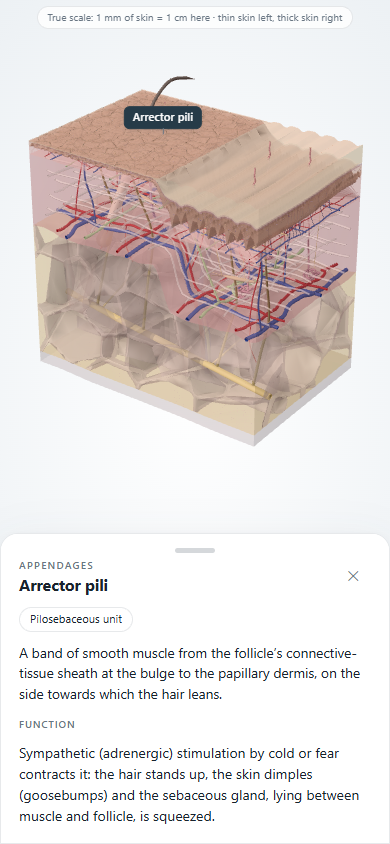 True scale: 1 mm of skin = 1 cm here · thin skin left, thick skin right
Arrector pili
APPENDAGES
Arrector pili
Pilosebaceous unit
A band of smooth muscle from the follicle’s connective-
tissue sheath at the bulge to the papillary dermis, on the
side towards which the hair leans.
FUNCTION
Sympathetic (adrenergic) stimulation by cold or fear
contracts it: the hair stands up, the skin dimples
(goosebumps) and the sebaceous gland, lying between
muscle and follicle, is squeezed.